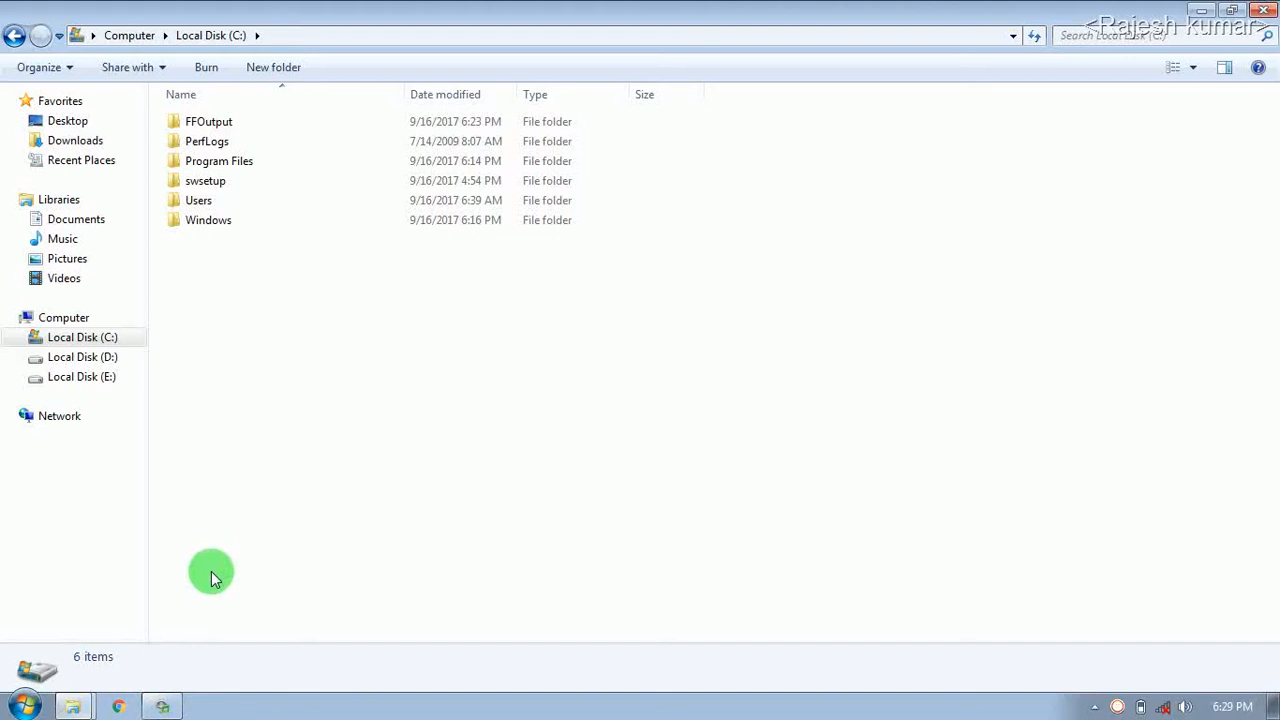 <Rajesh kumar>
Computer Local Disk (C:) Search Local Disk (C:)
Organize Share with Burn New folder
Name Date modified Type Size
Favorites
Desktop
Downloads
Recent Places
Libraries
Documents
Music
Pictures
Videos
Computer
Local Disk (C:)
Local Disk (D:)
Local Disk (E:)
Network
FFOutput 9/16/2017 6:23 PM File folder
PerfLogs 7/14/2009 8:07 AM File folder
Program Files 9/16/2017 6:14 PM File folder
swsetup 9/16/2017 4:54 PM File folder
Users 9/16/2017 6:39 AM File folder
Windows 9/16/2017 6:16 PM File folder
6 items
6:29 PM